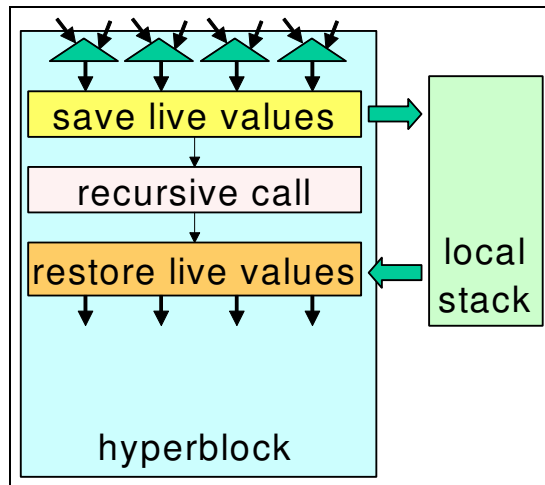 save live values
recursive call
restore live values
local
stack
hyperblock